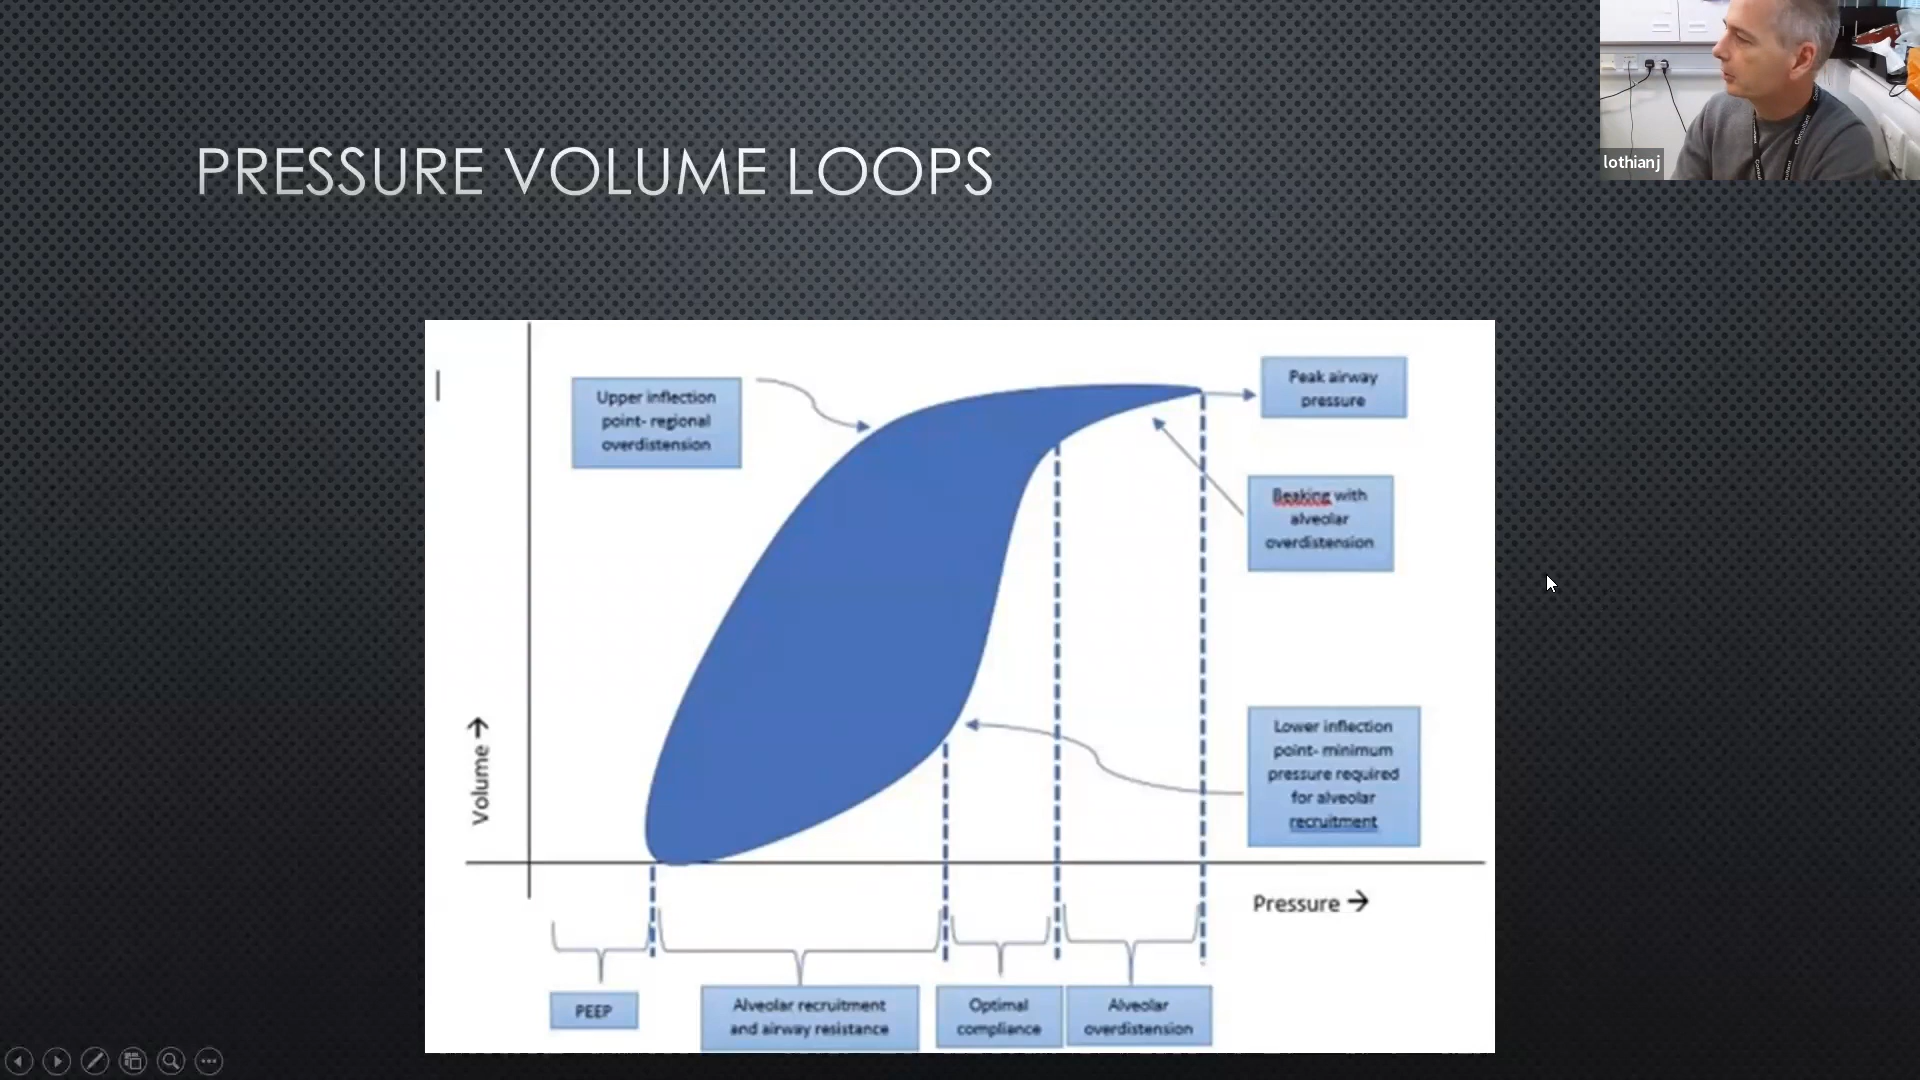 PRESSURE VOLUME LOOPS
lothianj
Consultant
Upper inflection
point- regional
overdistension
Peak airway
pressure
Beaking with
alveolar
overdistension
Lower inflection
point- minimum
pressure required
for alveolar
recruitment
Volume →
Pressure →
PEEP
Alveolar recruitment
and airway resistance
Optimal
compliance
Alveolar
overdistension